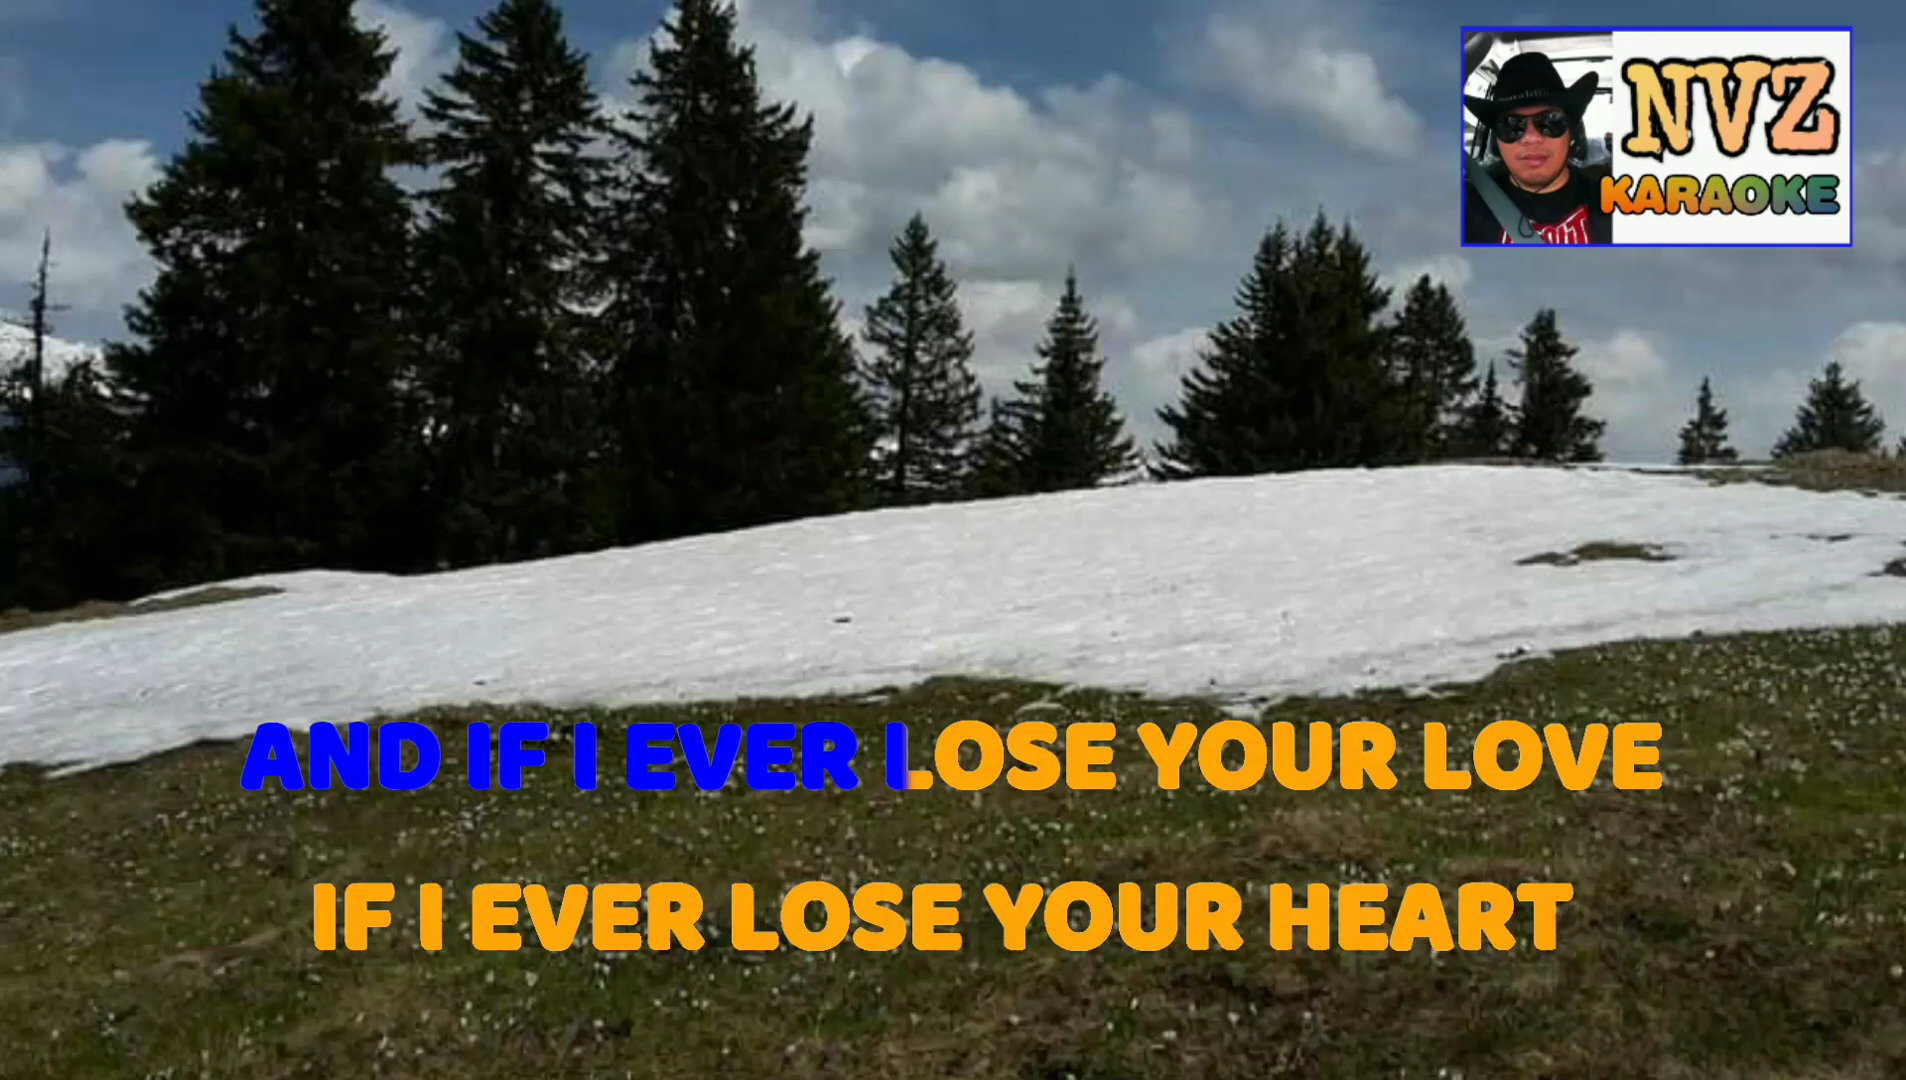 NVZ
KARAOKE
AND IF I EVER LOSE YOUR LOVE
IF I EVER LOSE YOUR HEART